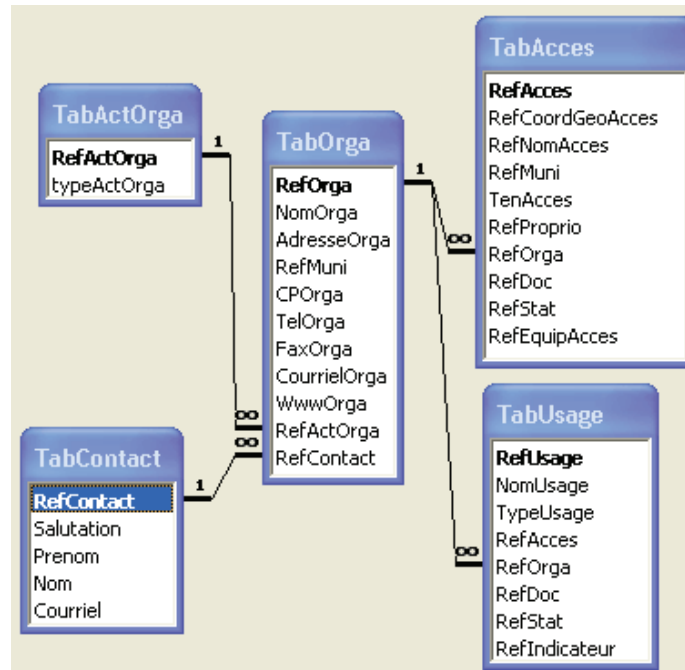 TabActOrga
RefActOrga
typeActOrga
1
TabContact
RefContact
Salutation
Prenom
Nom
Courriel
1
TabOrga
RefOrga
NomOrga
AdresseOrga
RefMuni
CPOrga
TelOrga
FaxOrga
CourrielOrga
WwwOrga
RefActOrga
RefContact
∞
∞
1
TabAcces
RefAcces
RefCoordGeoAcces
RefNomAcces
RefMuni
TenAcces
RefProprio
RefOrga
RefDoc
RefStat
RefEquipAcces
∞
TabUsage
RefUsage
NomUsage
TypeUsage
RefAcces
RefOrga
RefDoc
RefStat
RefIndicateur
∞